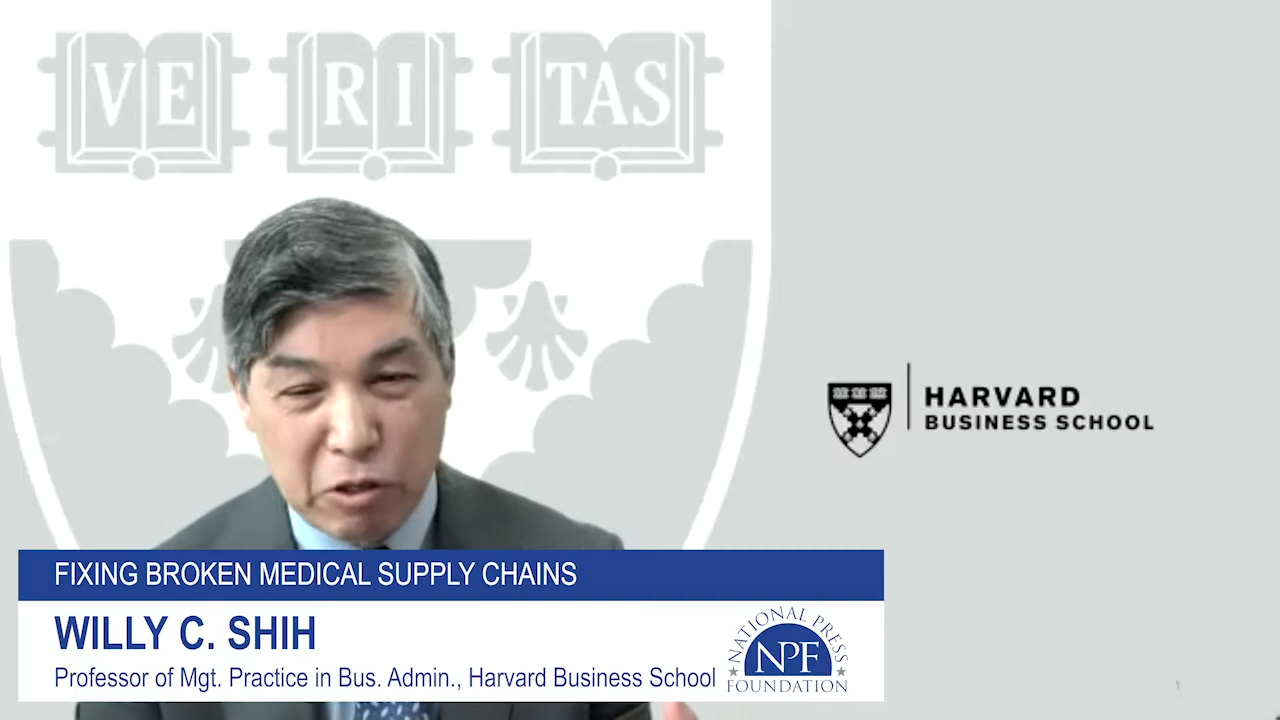 VE RI TAS
HARVARD
BUSINESS SCHOOL
FIXING BROKEN MEDICAL SUPPLY CHAINS
WILLY C. SHIH
Professor of Mgt. Practice in Bus. Admin., Harvard Business School
NATIONAL PRESS
NPF
FOUNDATION
1